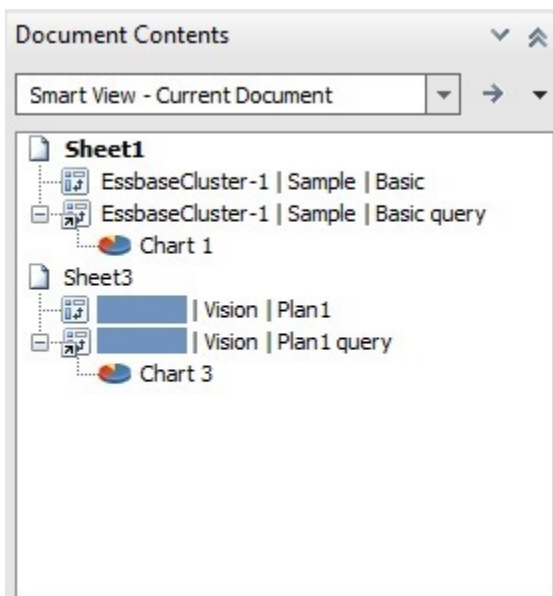 Document Contents
Smart View - Current Document
Sheet1
EssbaseCluster-1 | Sample | Basic
EssbaseCluster-1 | Sample | Basic query
Chart 1
Sheet3
| Vision | Plan1
| Vision | Plan1 query
Chart 3